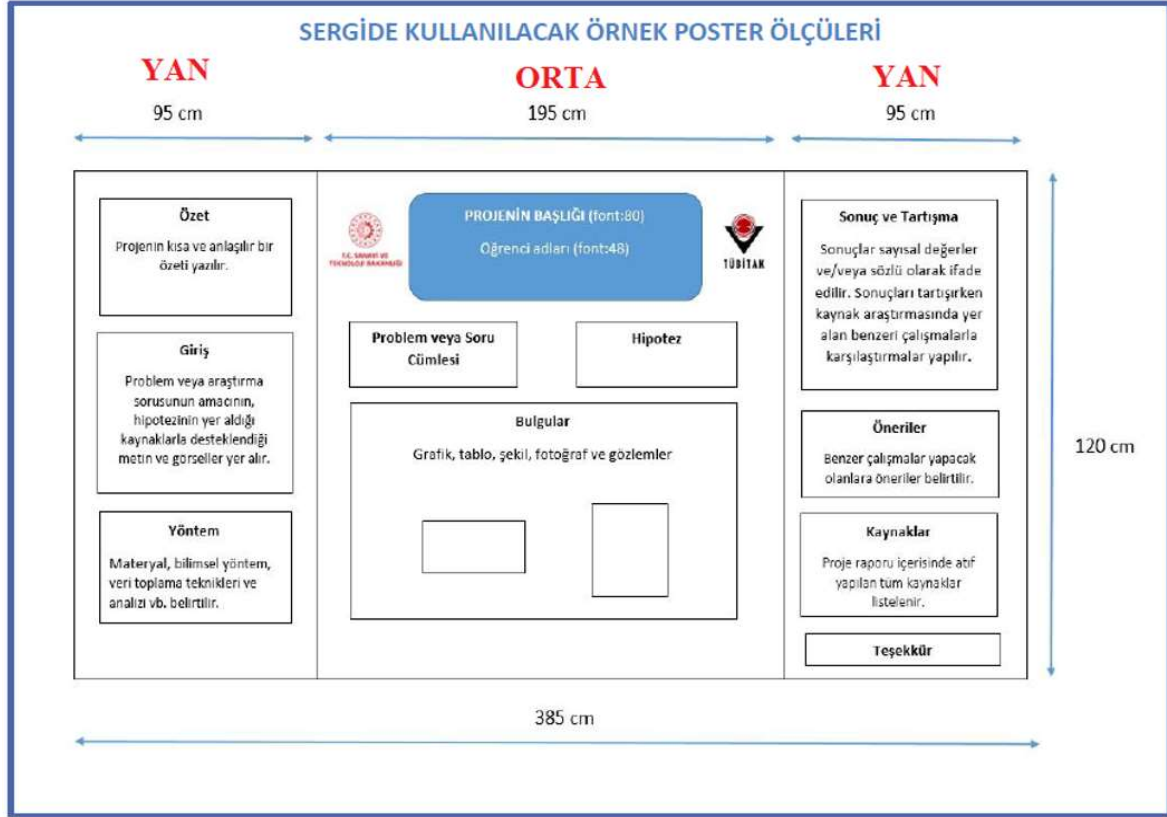 SERGİDE KULLANILACAK ÖRNEK POSTER ÖLÇÜLERİ
YAN
ORTA
YAN
95 cm
195 cm
95 cm
Özet
Projenin kısa ve anlaşılır bir
özeti yazılır.
Giriş
Problem veya araştırma
sorusunun amacının,
hipotezinin yer aldığı
kaynaklarla desteklendiği
metin ve görseller yer alır.
Yöntem
Materyal, bilimsel yöntem,
veri toplama teknikleri ve
analizi vb. belirtilir.
T.C. SANAYİ VE
TEKNOLOJİ BAKANLIĞI
PROJENİN BAŞLIĞI (font:80)
Öğrenci adları (font:48)
TÜBİTAK
Problem veya Soru
Cümlesi
Hipotez
Bulgular
Grafik, tablo, şekil, fotoğraf ve gözlemler
Sonuç ve Tartışma
Sonuçlar sayısal değerler
ve/veya sözlü olarak ifade
edilir. Sonuçları tartışırken
kaynak araştırmasında yer
alan benzeri çalışmalarla
karşılaştırmalar yapılır.
Öneriler
Benzer çalışmalar yapacak
olanlara öneriler belirtilir.
Kaynaklar
Proje raporu içerisinde atıf
yapılan tüm kaynaklar
listelenir.
Teşekkür
120 cm
385 cm